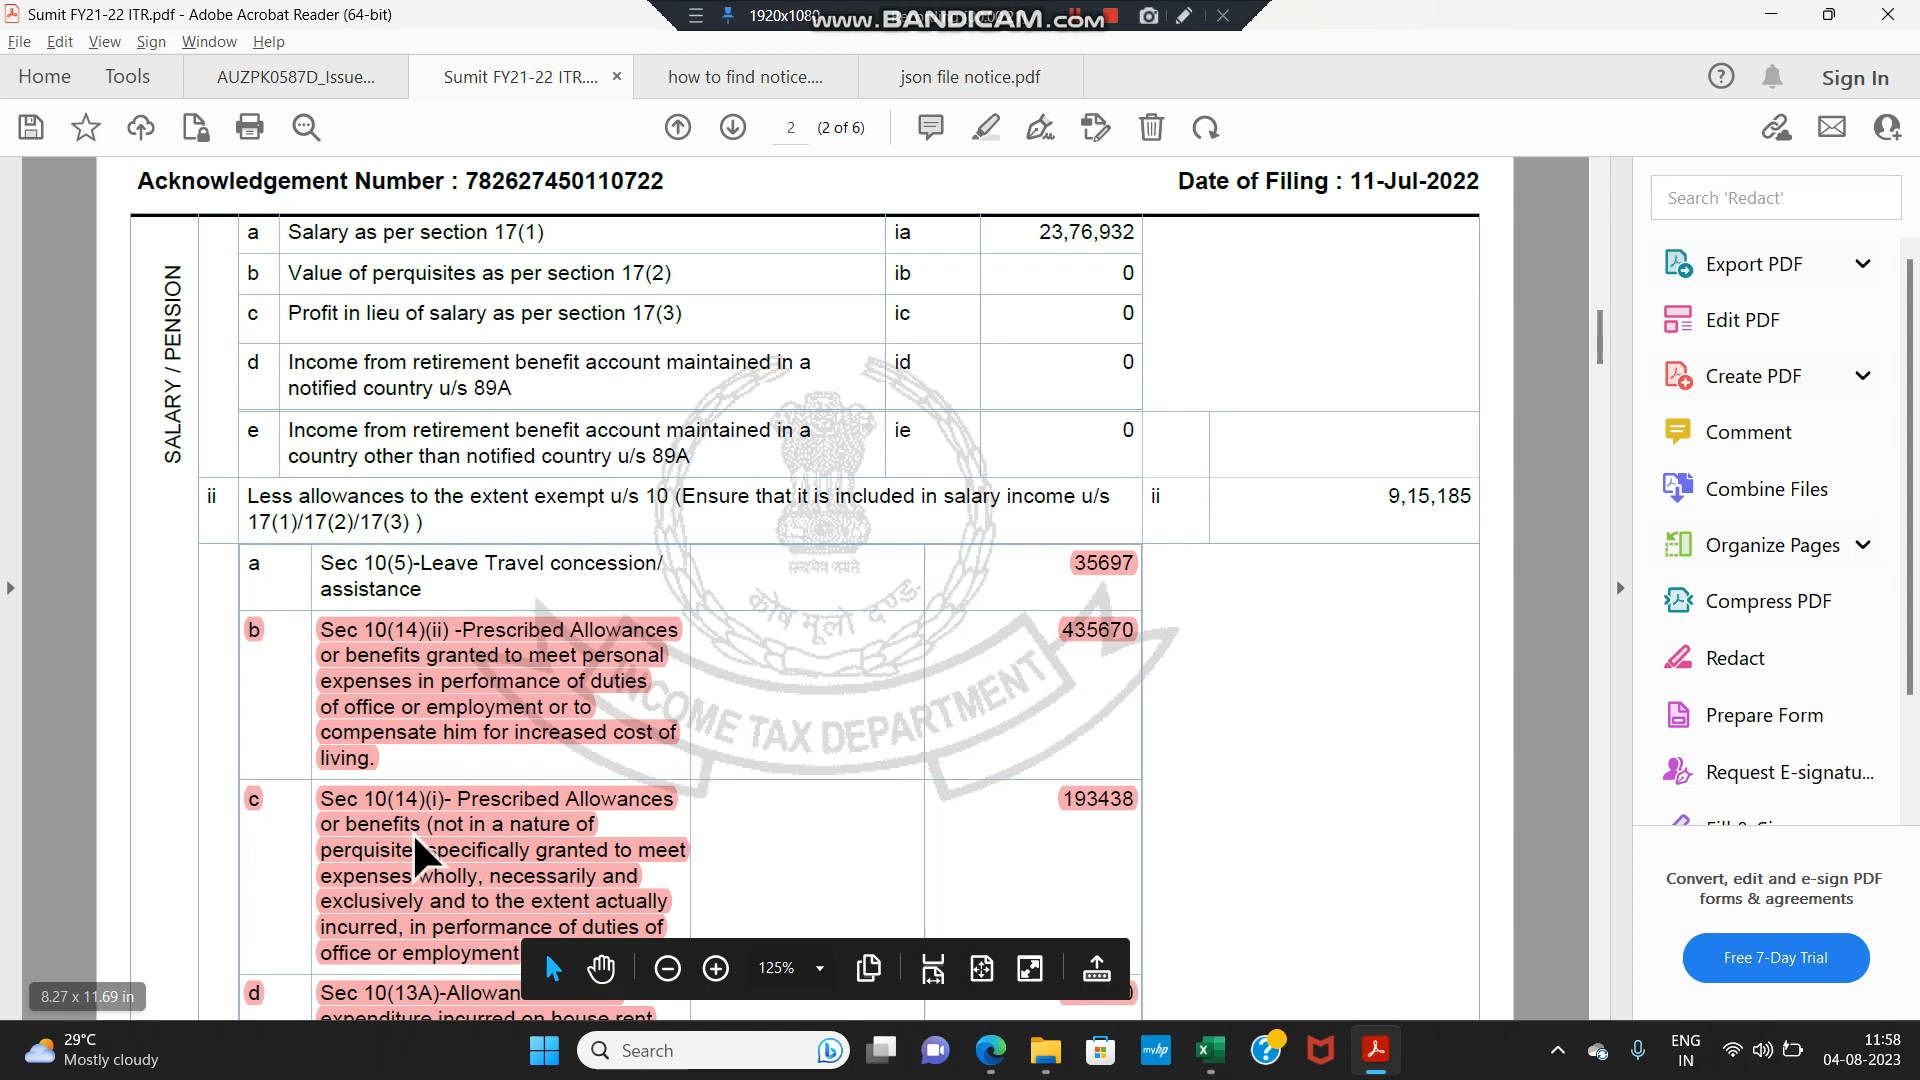 Sumit FY21-22 ITR.pdf - Adobe Acrobat Reader (64-bit)
1920x1080
www.BANDICAM.com
File Edit View Sign Window Help
Home Tools AUZPK0587D_Issue... Sumit FY21-22 ITR.... how to find notice.... json file notice.pdf Sign In
2 (2 of 6)
Acknowledgement Number : 782627450110722 Date of Filing : 11-Jul-2022
SALARY / PENSION
a Salary as per section 17(1) ia 23,76,932
b Value of perquisites as per section 17(2) ib 0
c Profit in lieu of salary as per section 17(3) ic 0
d Income from retirement benefit account maintained in a id 0
notified country u/s 89A
e Income from retirement benefit account maintained in a ie 0
country other than notified country u/s 89A
ii Less allowances to the extent exempt u/s 10 (Ensure that it is included in salary income u/s ii 9,15,185
17(1)/17(2)/17(3) )
a Sec 10(5)-Leave Travel concession/ 35697
assistance
b Sec 10(14)(ii) -Prescribed Allowances 435670
or benefits granted to meet personal
expenses in performance of duties
of office or employment or to
compensate him for increased cost of
living.
c Sec 10(14)(i)- Prescribed Allowances 193438
or benefits (not in a nature of
perquisite) specifically granted to meet
expenses wholly, necessarily and
exclusively and to the extent actually
incurred, in performance of duties of
office or employment
d Sec 10(13A)-Allowan
expenditure incurred on house rent
सत्यमेव जयते
कोष मूलो दण्डः
INCOME TAX DEPARTMENT
8.27 x 11.69 in
125%
Search 'Redact'
Export PDF
Edit PDF
Create PDF
Comment
Combine Files
Organize Pages
Compress PDF
Redact
Prepare Form
Request E-signatu...
Convert, edit and e-sign PDF
forms & agreements
Free 7-Day Trial
29°C
Mostly cloudy
Search
myhp
ENG
IN
11:58
04-08-2023